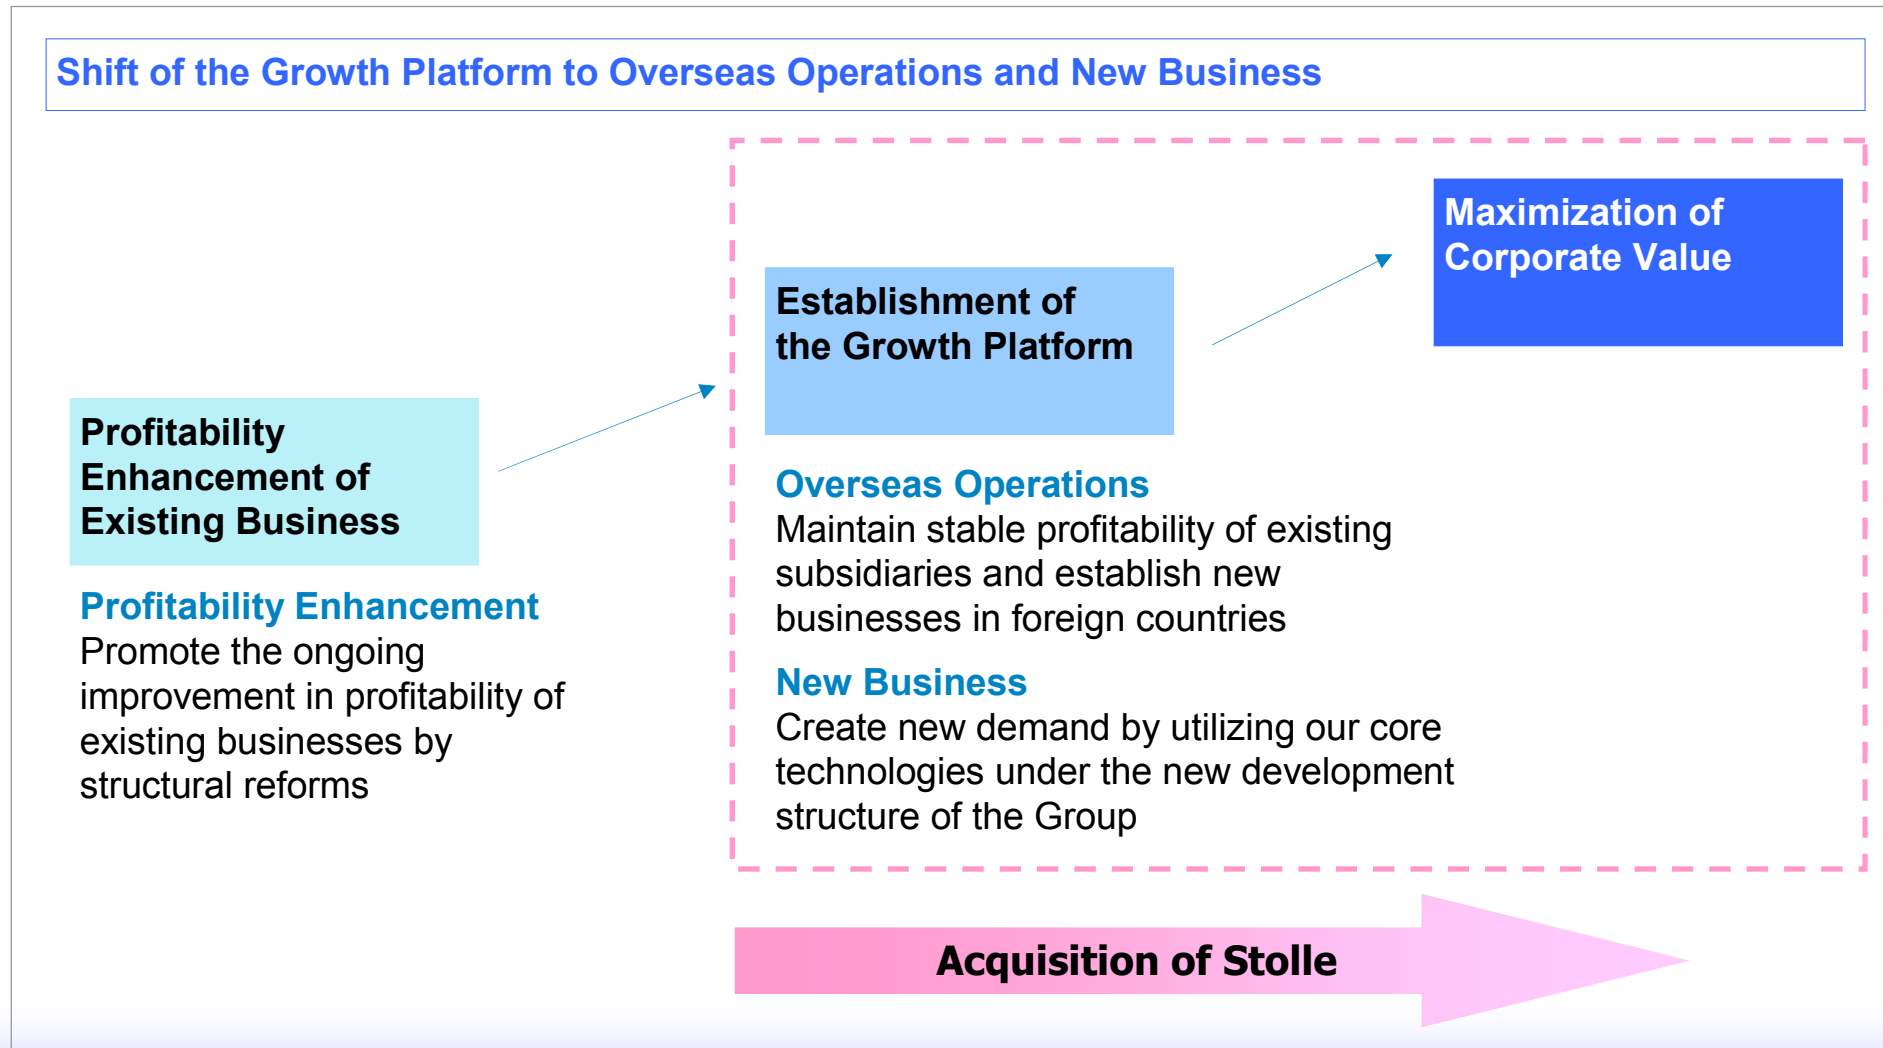 Shift of the Growth Platform to Overseas Operations and New Business
Maximization of
Corporate Value
Establishment of
the Growth Platform
Profitability
Enhancement of
Existing Business
Profitability Enhancement
Promote the ongoing
improvement in profitability of
existing businesses by
structural reforms
Overseas Operations
Maintain stable profitability of existing
subsidiaries and establish new
businesses in foreign countries
New Business
Create new demand by utilizing our core
technologies under the new development
structure of the Group
Acquisition of Stolle